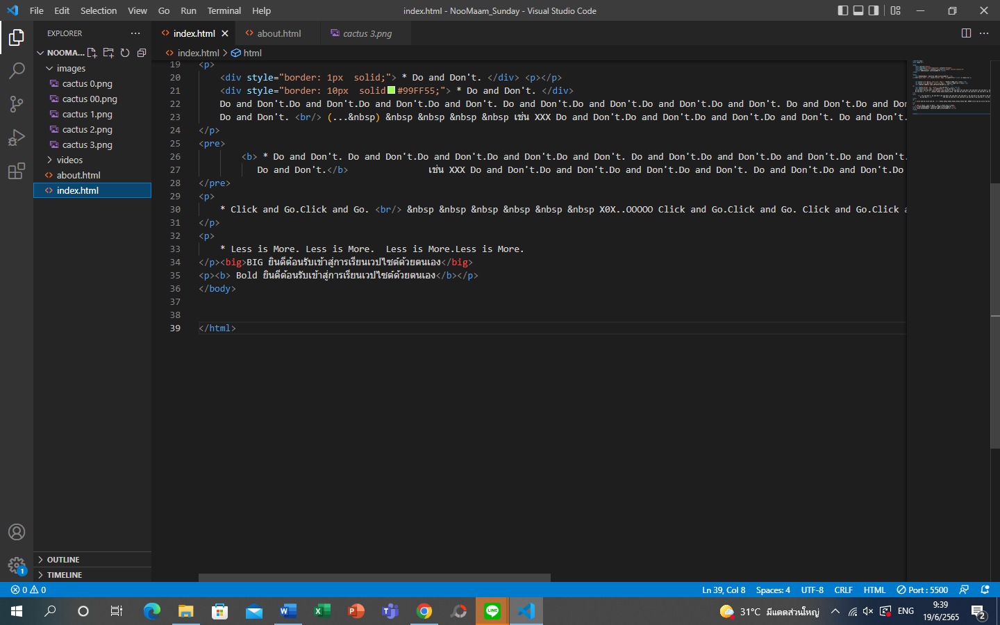 File Edit Selection View Go Run Terminal Help
index.html - NooMaam_Sunday - Visual Studio Code
EXPLORER
NOOMA...
images
cactus 0.png
cactus 00.png
cactus 1.png
cactus 2.png
cactus 3.png
videos
about.html
index.html
OUTLINE
TIMELINE
index.html about.html cactus 3.png
index.html > html
19 <p>
20 <div style="border: 1px  solid;"> * Do and Don't. </div> <p></p>
21 <div style="border: 10px  solid #99FF55;"> * Do and Don't. </div>
22 Do and Don't.Do and Don't.Do and Don't.Do and Don't. Do and Don't.Do and Don't.Do and Don't.Do and Don't. Do and Don't.Do and Don
23 Do and Don't. <br/> (...&nbsp) &nbsp &nbsp &nbsp &nbsp เช่น XXX Do and Don't.Do and Don't.Do and Don't.Do and Don't. Do and Don't.
24 </p>
25 <pre>
26 <b> * Do and Don't. Do and Don't.Do and Don't.Do and Don't.Do and Don't. Do and Don't.Do and Don't.Do and Don't.Do and Don't.
27 Do and Don't.</b> เช่น XXX Do and Don't.Do and Don't.Do and Don't.Do and Don't. Do and Don't.Do and Don't.Do
28 </pre>
29 <p>
30 * Click and Go.Click and Go. <br/> &nbsp &nbsp &nbsp &nbsp &nbsp &nbsp X0X..OOOOO Click and Go.Click and Go. Click and Go.Click
31 </p>
32 <p>
33 * Less is More. Less is More.  Less is More.Less is More.
34 </p><big>BIG ยินดีต้อนรับเข้าสู่การเรียนเวปไซต์ด้วยตนเอง</big>
35 <p><b> Bold ยินดีต้อนรับเข้าสู่การเรียนเวปไซต์ด้วยตนเอง</b></p>
36 </body>
37
38
39 </html>
1
0 0 Ln 39, Col 8 Spaces: 4 UTF-8 CRLF HTML Port : 5500
31°C มีแดดส่วนใหญ่ ENG 9:39
19/6/2565
2